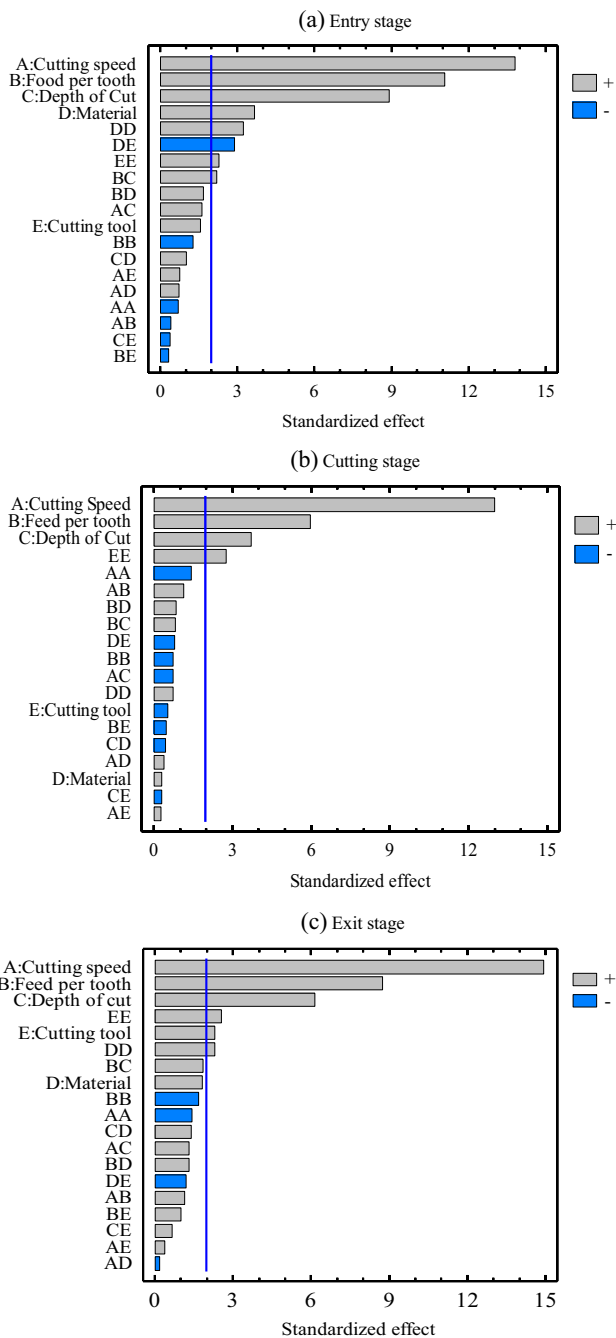 (a) Entry stage
A:Cutting speed
B:Food per tooth
C:Depth of Cut
D:Material
DD
DE
EE
BC
BD
AC
E:Cutting tool
BB
CD
AE
AD
AA
AB
CE
BE
+
-
0 3 6 9 12 15
Standardized effect
(b) Cutting stage
A:Cutting Speed
B:Feed per tooth
C:Depth of Cut
EE
AA
AB
BD
BC
DE
BB
AC
DD
E:Cutting tool
BE
CD
AD
D:Material
CE
AE
+
-
0 3 6 9 12 15
Standardized effect
(c) Exit stage
A:Cutting speed
B:Feed per tooth
C:Depth of cut
EE
E:Cutting tool
DD
BC
D:Material
BB
AA
CD
AC
BD
DE
AB
BE
CE
AE
AD
+
-
0 3 6 9 12 15
Standardized effect